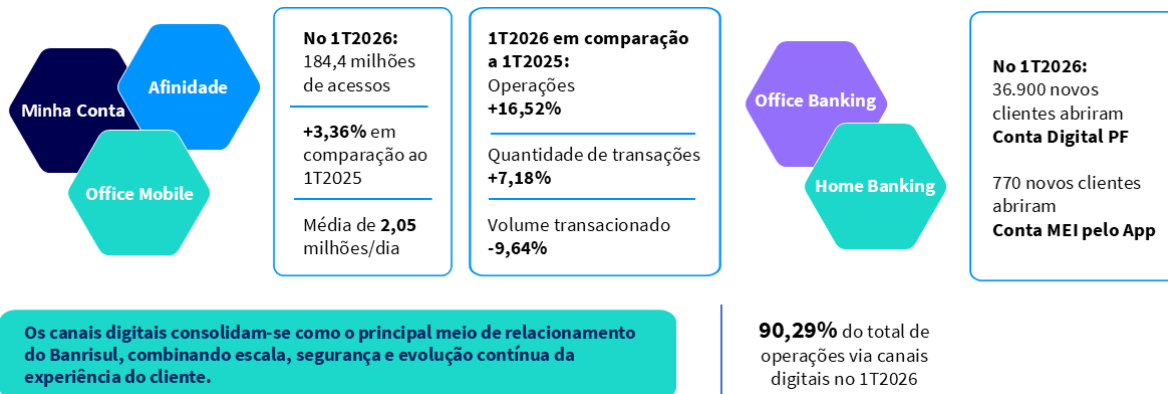 Minha Conta
Afinidade
Office Mobile
No 1T2026:
184,4 milhões
de acessos
+3,36% em
comparação ao
1T2025
Média de 2,05
milhões/dia
1T2026 em comparação
a 1T2025:
Operações
+16,52%
Quantidade de transações
+7,18%
Volume transacionado
-9,64%
Office Banking
Home Banking
No 1T2026:
36.900 novos
clientes abriram
Conta Digital PF
770 novos clientes
abriram
Conta MEI pelo App
Os canais digitais consolidam-se como o principal meio de relacionamento
do Banrisul, combinando escala, segurança e evolução contínua da
experiência do cliente.
90,29% do total de
operações via canais
digitais no 1T2026